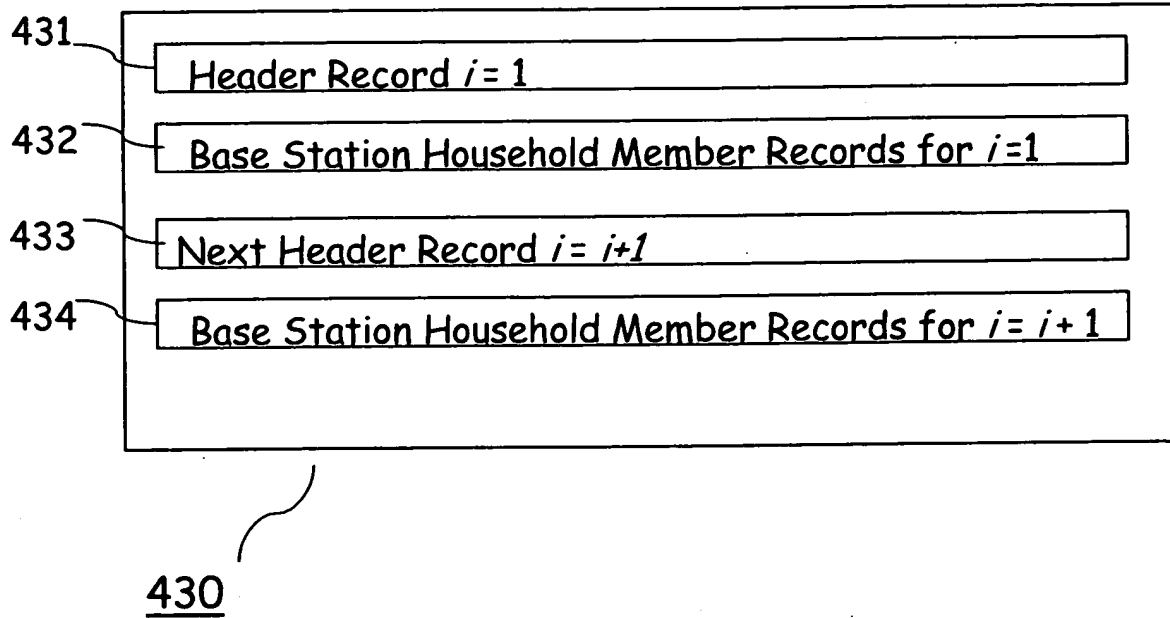 431
Header Record i = 1
432
Base Station Household Member Records for i =1
433
Next Header Record i = i+1
434
Base Station Household Member Records for i = i + 1
430